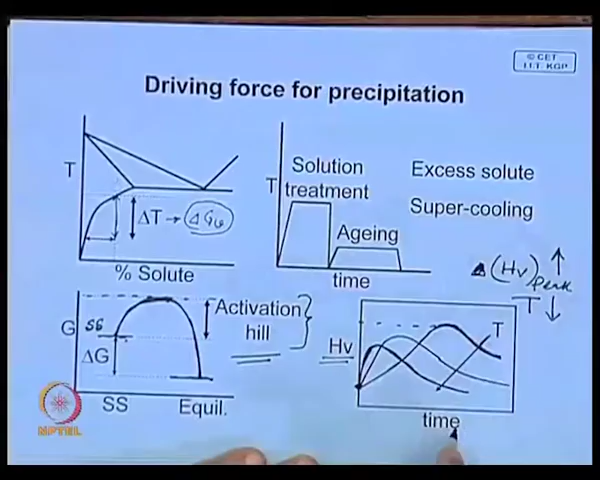 © CET
I.I.T. KGP
Driving force for precipitation
T
ΔT → ΔGv
% Solute
T
Solution
treatment
Ageing
time
Excess solute
Super-cooling
Δ(Hv)peak ↑
T ↓
G
SS
ΔG
Activation
hill
SS
Equil.
Hv
T
time
NPTEL